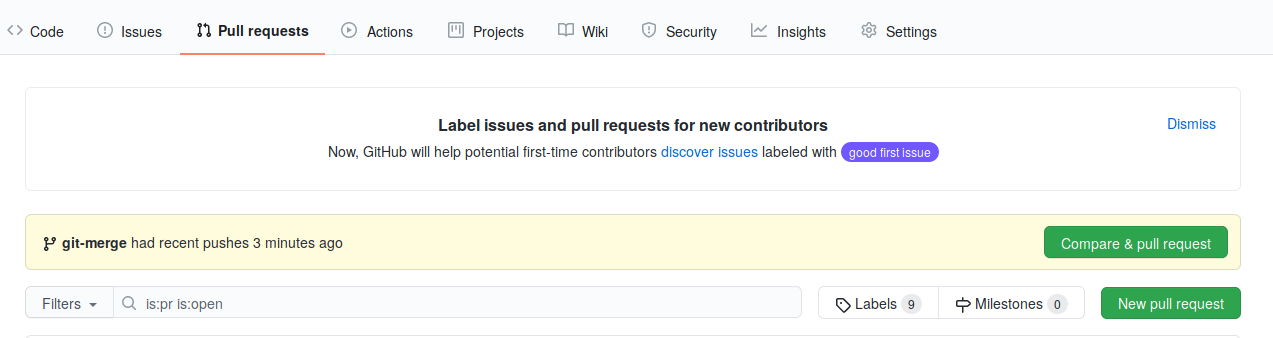 Code Issues Pull requests Actions Projects Wiki Security Insights Settings
Label issues and pull requests for new contributors
Dismiss
Now, GitHub will help potential first-time contributors discover issues labeled with good first issue
git-merge had recent pushes 3 minutes ago
Compare & pull request
Filters is:pr is:open Labels 9 Milestones 0 New pull request